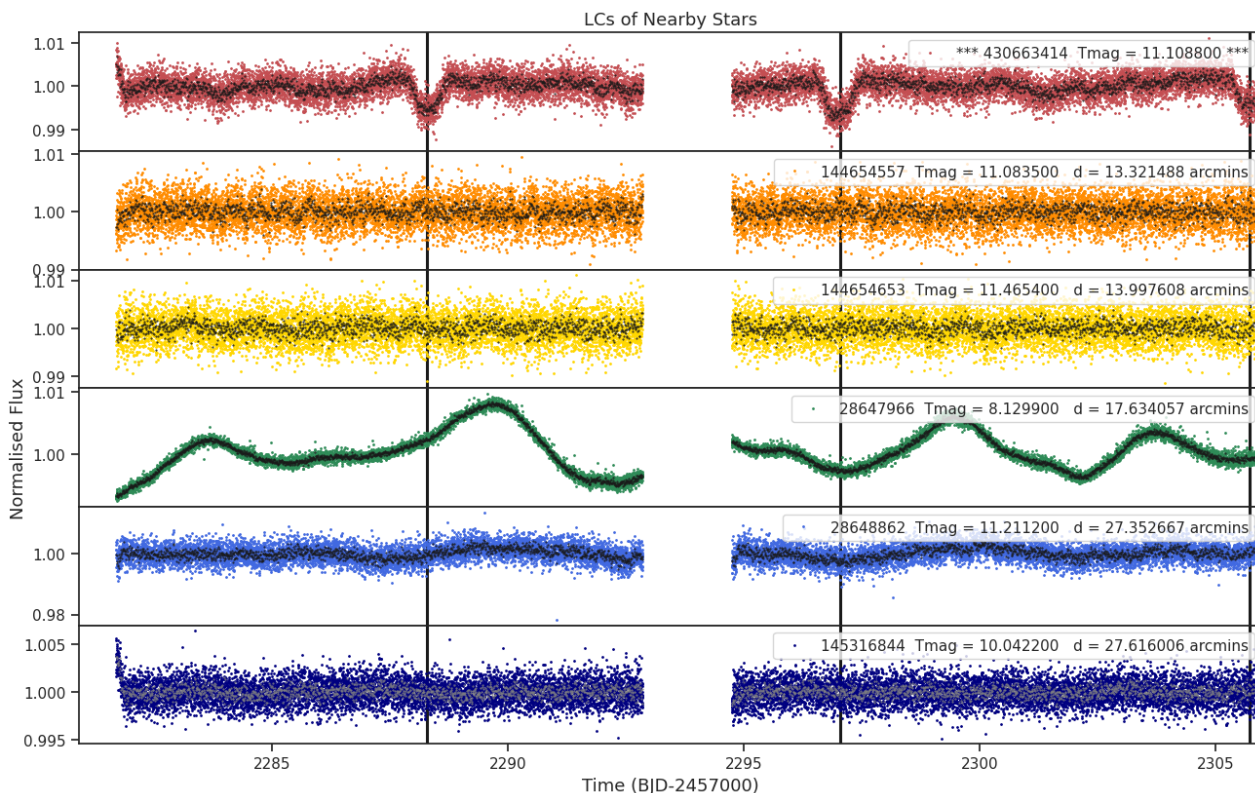 LCs of Nearby Stars
1.01
1.00
0.99
*** 430663414 Tmag = 11.108800 ***
1.01
1.00
0.99
144654557 Tmag = 11.083500 d = 13.321488 arcmins
1.01
1.00
0.99
144654653 Tmag = 11.465400 d = 13.997608 arcmins
1.01
1.00
28647966 Tmag = 8.129900 d = 17.634057 arcmins
1.00
0.98
28648862 Tmag = 11.211200 d = 27.352667 arcmins
1.005
1.000
0.995
145316844 Tmag = 10.042200 d = 27.616006 arcmins
Normalised Flux
2285 2290 2295 2300 2305
Time (BJD-2457000)